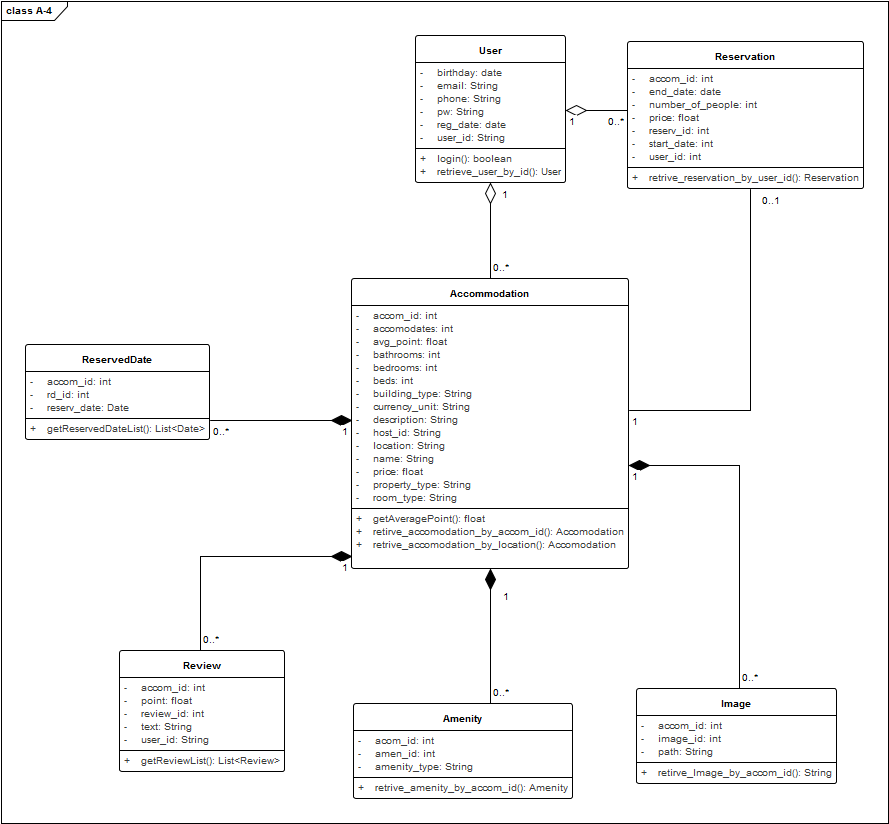 class A-4
User
- birthday: date
- email: String
- phone: String
- pw: String
- reg_date: date
- user_id: String
+ login(): boolean
+ retrieve_user_by_id(): User
1
0..*
Reservation
- accom_id: int
- end_date: date
- number_of_people: int
- price: float
- reserv_id: int
- start_date: int
- user_id: int
+ retrive_reservation_by_user_id(): Reservation
1
0..*
0..1
1
Accommodation
- accom_id: int
- accomodates: int
- avg_point: float
- bathrooms: int
- bedrooms: int
- beds: int
- building_type: String
- currency_unit: String
- description: String
- host_id: String
- location: String
- name: String
- price: float
- property_type: String
- room_type: String
+ getAveragePoint(): float
+ retirve_accomodation_by_accom_id(): Accomodation
+ retrive_accomodation_by_location(): Accomodation
ReservedDate
- accom_id: int
- rd_id: int
- reserv_date: Date
+ getReservedDateList(): List<Date>
0..*
1
1
1
1
0..*
0..*
0..*
Review
- accom_id: int
- point: float
- review_id: int
- text: String
- user_id: String
+ getReviewList(): List<Review>
Amenity
- acom_id: int
- amen_id: int
- amenity_type: String
+ retrive_amenity_by_accom_id(): Amenity
Image
- accom_id: int
- image_id: int
- path: String
+ retirve_Image_by_accom_id(): String